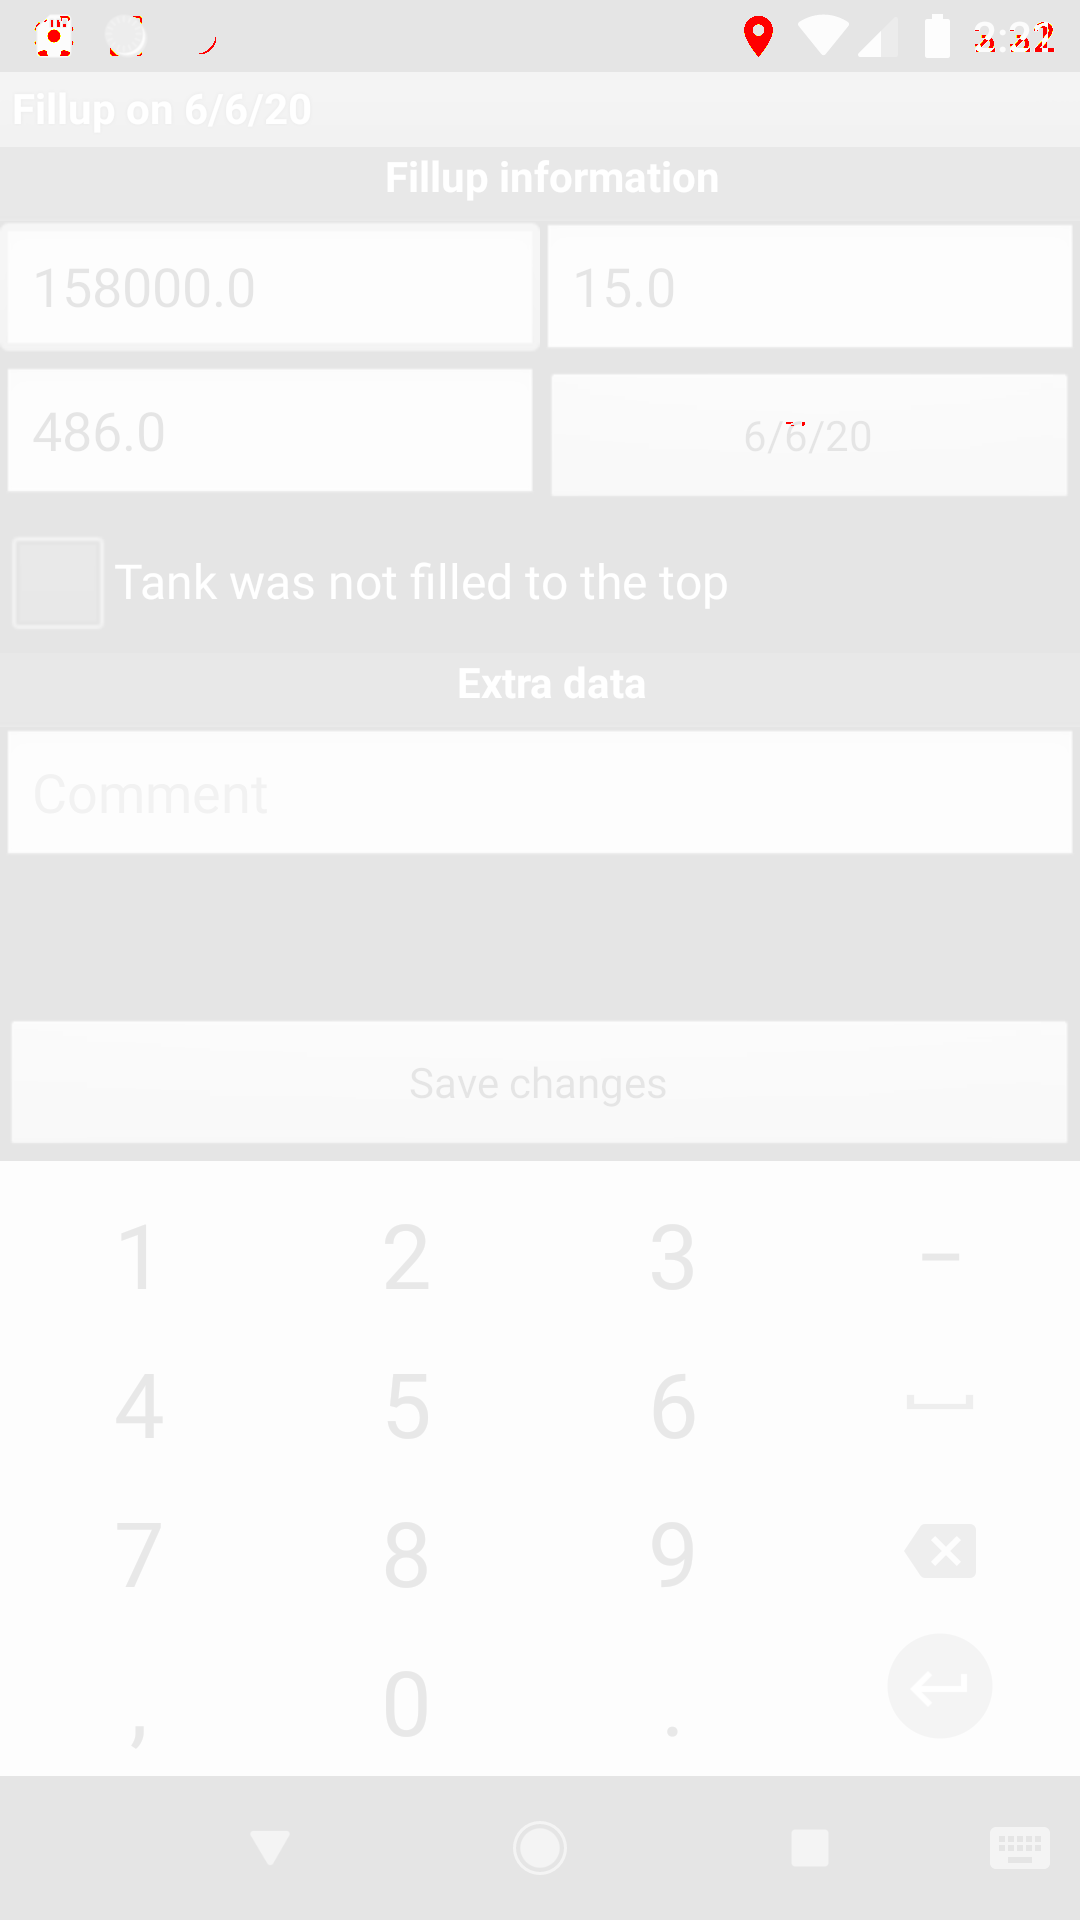 Fillup on 6/6/20
Fillup information
158000.0
15.0
486.0
6/6/20
Tank was not filled to the top
Extra data
Comment
Save changes
1 2 3 –
4 5 6
7 8 9
, 0 .